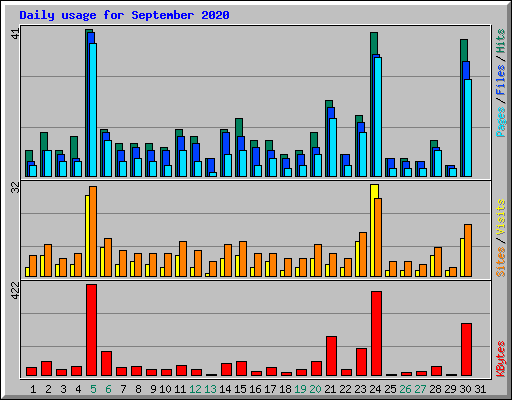 Daily usage for September 2020
41
Pages / Files / Hits
32
Sites / Visits
422
KBytes
1 2 3 4 5 6 7 8 9 10 11 12 13 14 15 16 17 18 19 20 21 22 23 24 25 26 27 28 29 30 31